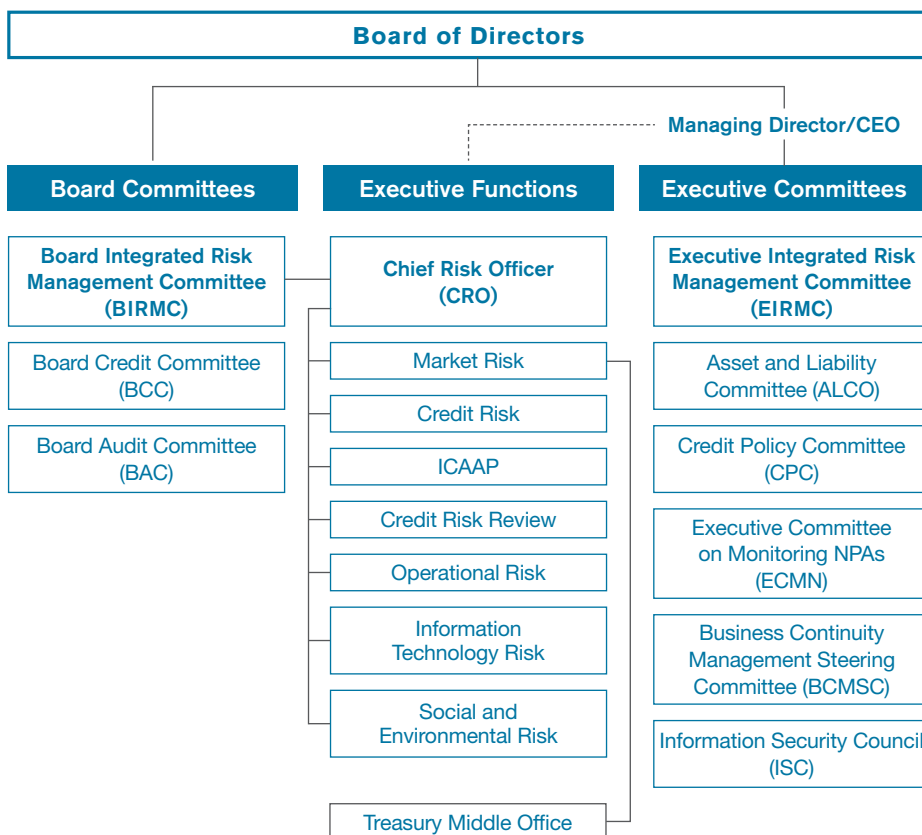 Board of Directors
Managing Director/CEO
Board Committees
Executive Functions
Executive Committees
Board Integrated Risk
Management Committee
(BIRMC)
Board Credit Committee
(BCC)
Board Audit Committee
(BAC)
Chief Risk Officer
(CRO)
Market Risk
Credit Risk
ICAAP
Credit Risk Review
Operational Risk
Information
Technology Risk
Social and
Environmental Risk
Treasury Middle Office
Executive Integrated Risk
Management Committee
(EIRMC)
Asset and Liability
Committee (ALCO)
Credit Policy Committee
(CPC)
Executive Committee
on Monitoring NPAs
(ECMN)
Business Continuity
Management Steering
Committee (BCMSC)
Information Security Council
(ISC)